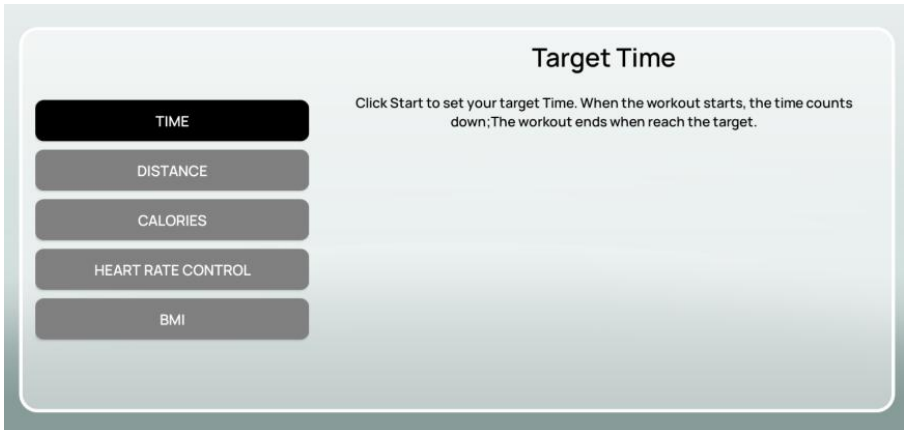 Target Time
Click Start to set your target Time. When the workout starts, the time counts
down;The workout ends when reach the target.
TIME
DISTANCE
CALORIES
HEART RATE CONTROL
BMI